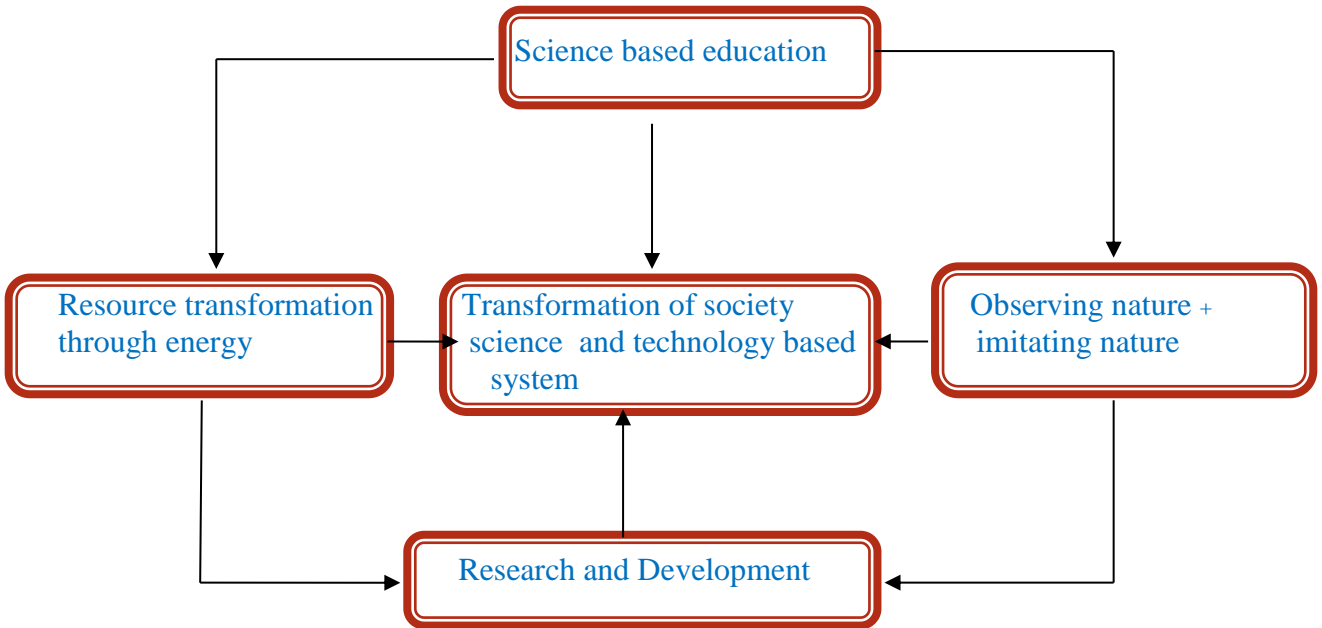 Science based education
Resource transformation
through energy
Transformation of society
science and technology based
system
Observing nature +
imitating nature
Research and Development